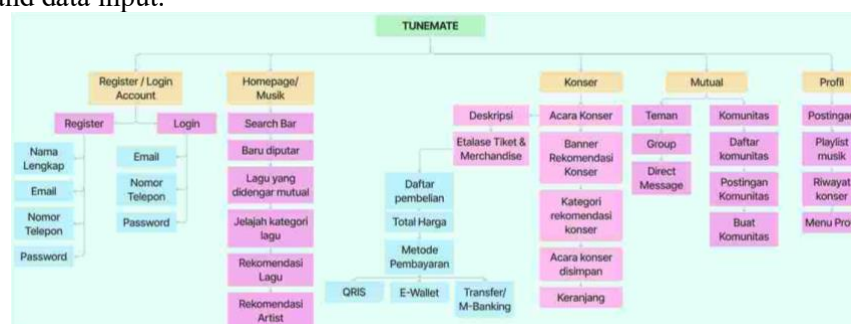 and data input.
TUNEMATE
Register / Login
Account
Homepage/
Musik
Konser
Mutual
Profil
Register
Login
Nama
Lengkap
Email
Nomor
Telepon
Password
Email
Nomor
Telepon
Password
Search Bar
Baru diputar
Lagu yang
didengar mutual
Jelajah kategori
lagu
Rekomendasi
Lagu
Rekomendasi
Artist
Deskripsi
Etalase Tiket &
Merchandise
Daftar
pembelian
Total Harga
Metode
Pembayaran
QRIS
E-Wallet
Transfer/
M-Banking
Acara Konser
Banner
Rekomendasi
Konser
Kategori
rekomendasi
konser
Acara konser
disimpan
Keranjang
Teman
Group
Direct
Message
Komunitas
Daftar
komunitas
Postingan
Komunitas
Buat
Komunitas
Postingan
Playlist
musik
Riwayat
konser
Menu